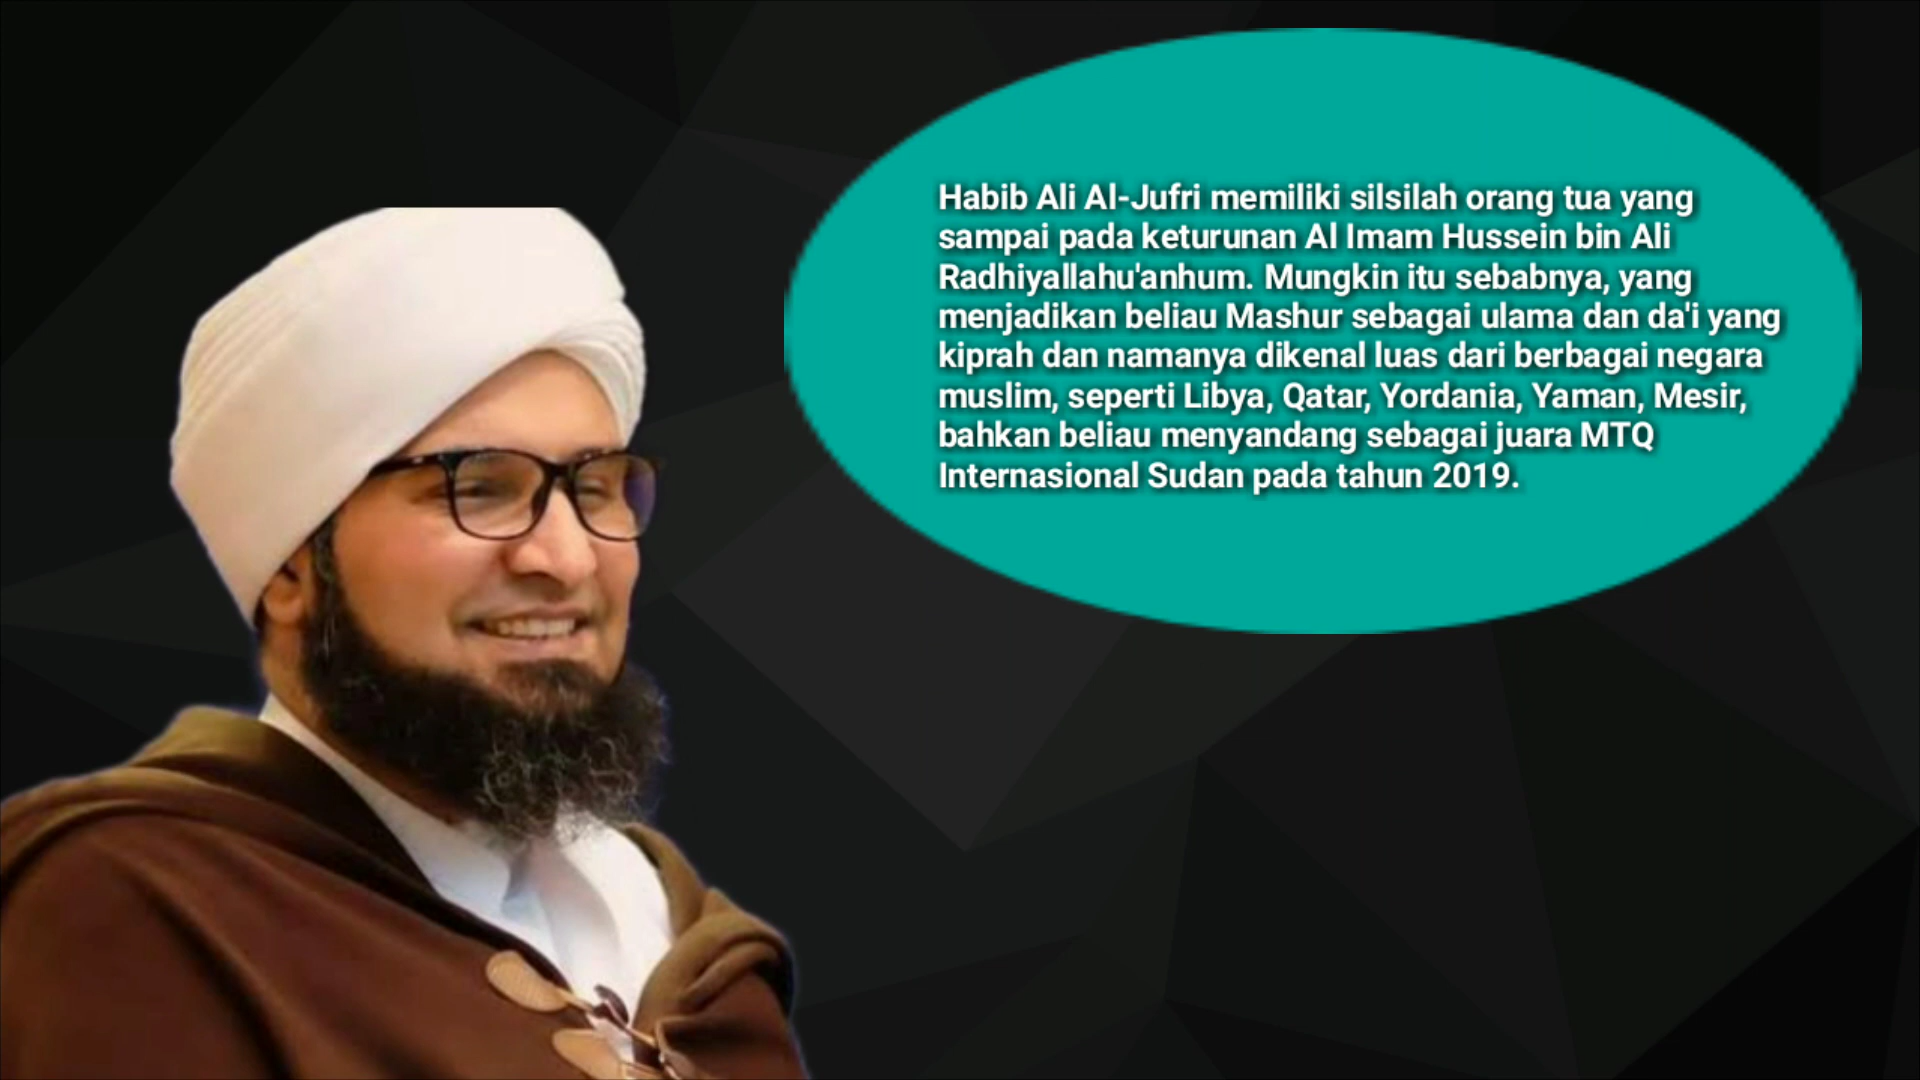 Habib Ali Al-Jufri memiliki silsilah orang tua yang
sampai pada keturunan Al Imam Hussein bin Ali
Radhiyallahu'anhum. Mungkin itu sebabnya, yang
menjadikan beliau Mashur sebagai ulama dan da'i yang
kiprah dan namanya dikenal luas dari berbagai negara
muslim, seperti Libya, Qatar, Yordania, Yaman, Mesir,
bahkan beliau menyandang sebagai juara MTQ
Internasional Sudan pada tahun 2019.